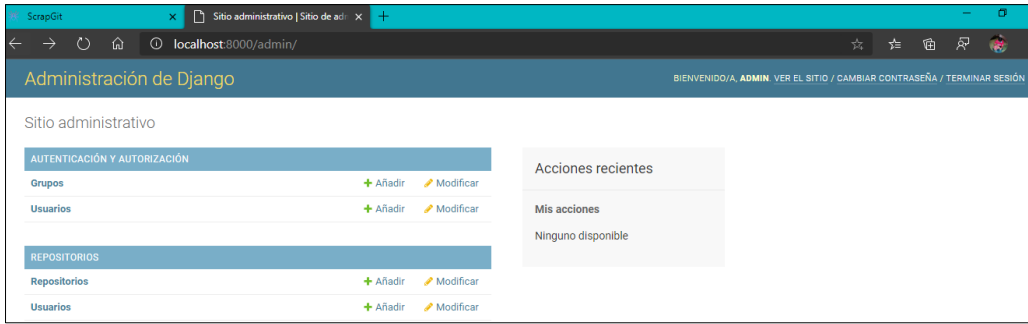 ScrapGit
Sitio administrativo | Sitio de adm
localhost:8000/admin/
Administración de Django
BIENVENIDO/A, ADMIN. VER EL SITIO / CAMBIAR CONTRASEÑA / TERMINAR SESIÓN
Sitio administrativo
AUTENTICACIÓN Y AUTORIZACIÓN
Grupos Añadir Modificar
Usuarios Añadir Modificar
REPOSITORIOS
Repositorios Añadir Modificar
Usuarios Añadir Modificar
Acciones recientes
Mis acciones
Ninguno disponible